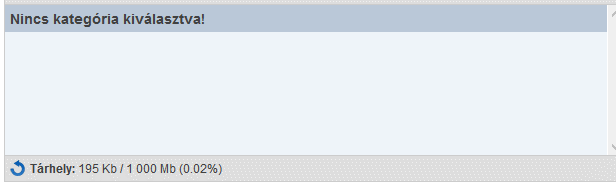 Nincs kategória kiválasztva!
Tárhely: 195 Kb / 1 000 Mb (0.02%)